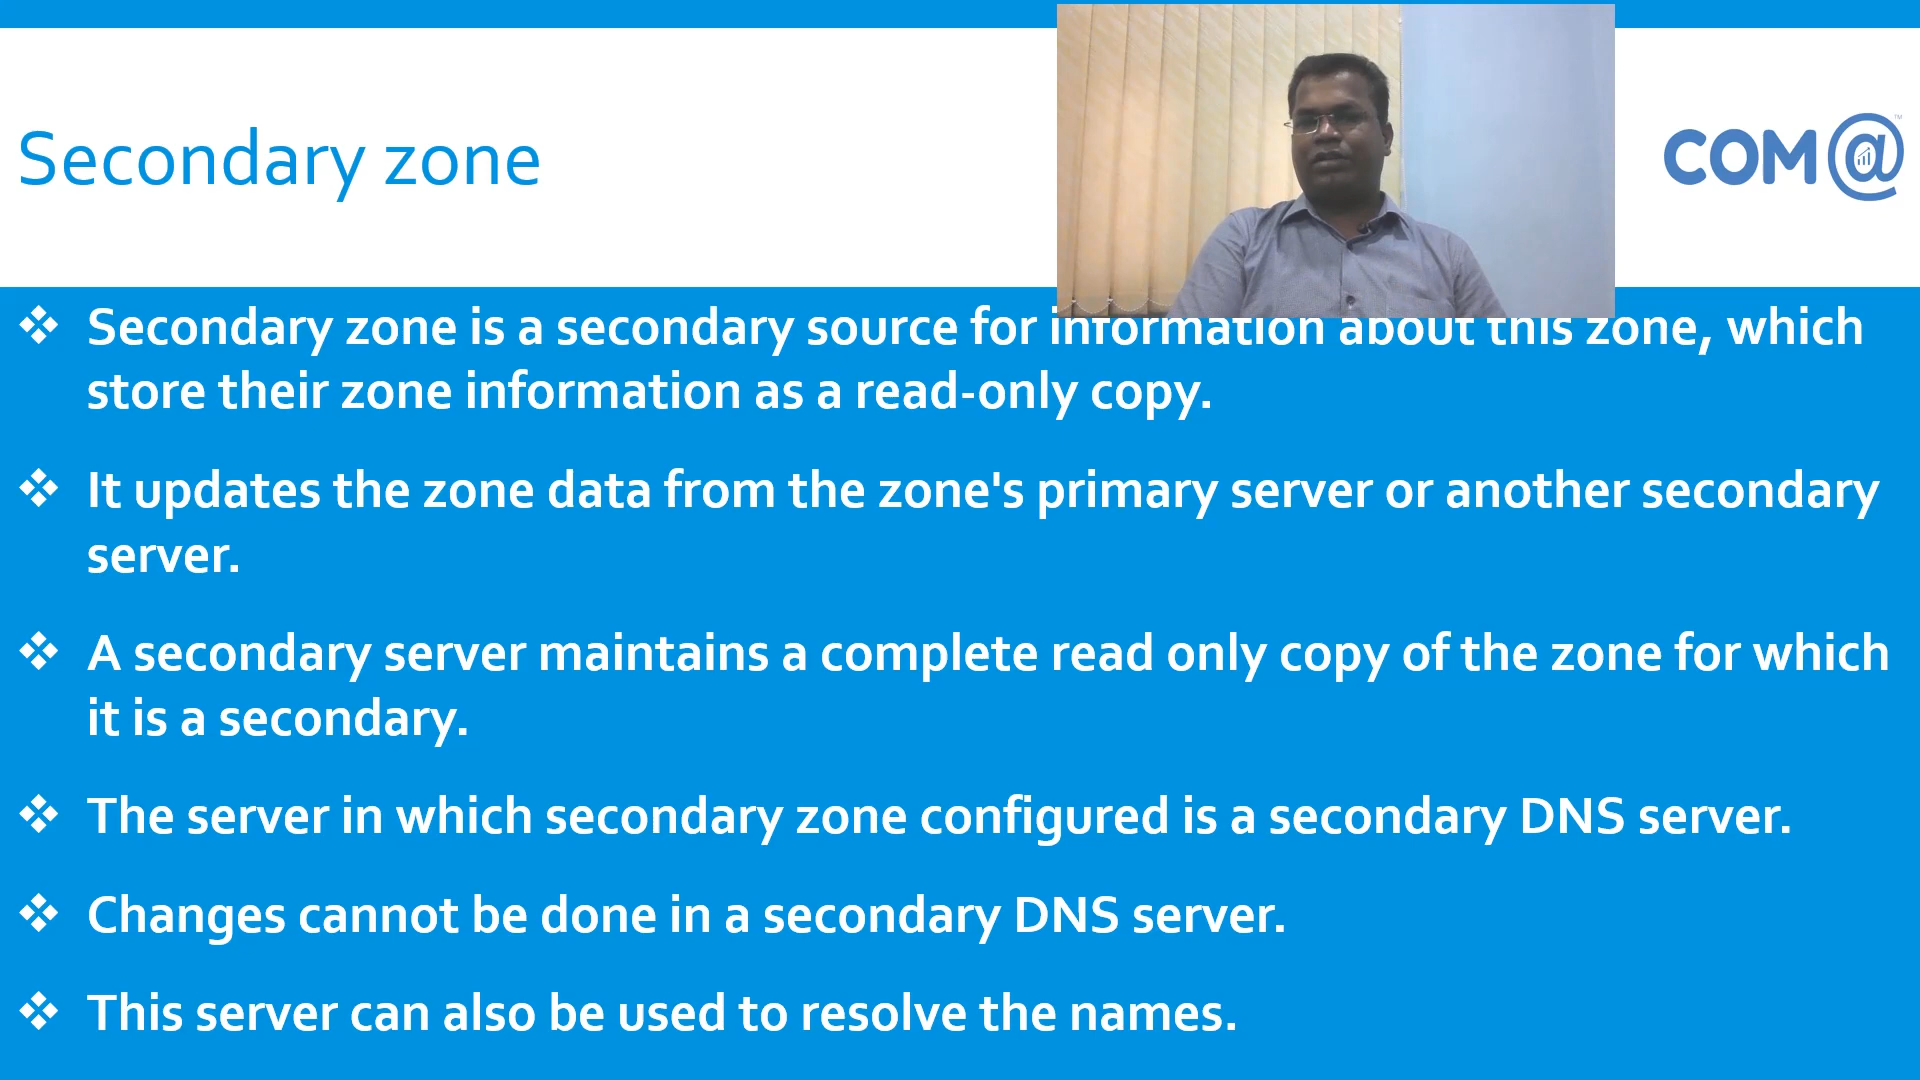 Secondary zone
COM@
TM
❖ Secondary zone is a secondary source for information about this zone, which
store their zone information as a read-only copy.
❖ It updates the zone data from the zone's primary server or another secondary
server.
❖ A secondary server maintains a complete read only copy of the zone for which
it is a secondary.
❖ The server in which secondary zone configured is a secondary DNS server.
❖ Changes cannot be done in a secondary DNS server.
❖ This server can also be used to resolve the names.